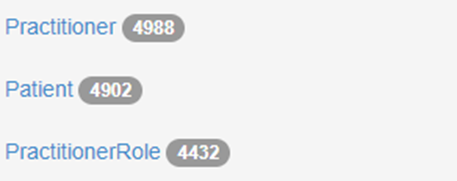 Practitioner 4988
Patient 4902
PractitionerRole 4432